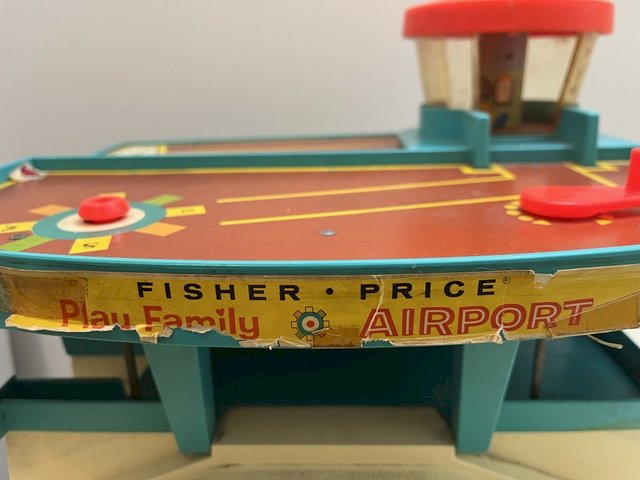 FISHER • PRICE®
Play Family AIRPORT